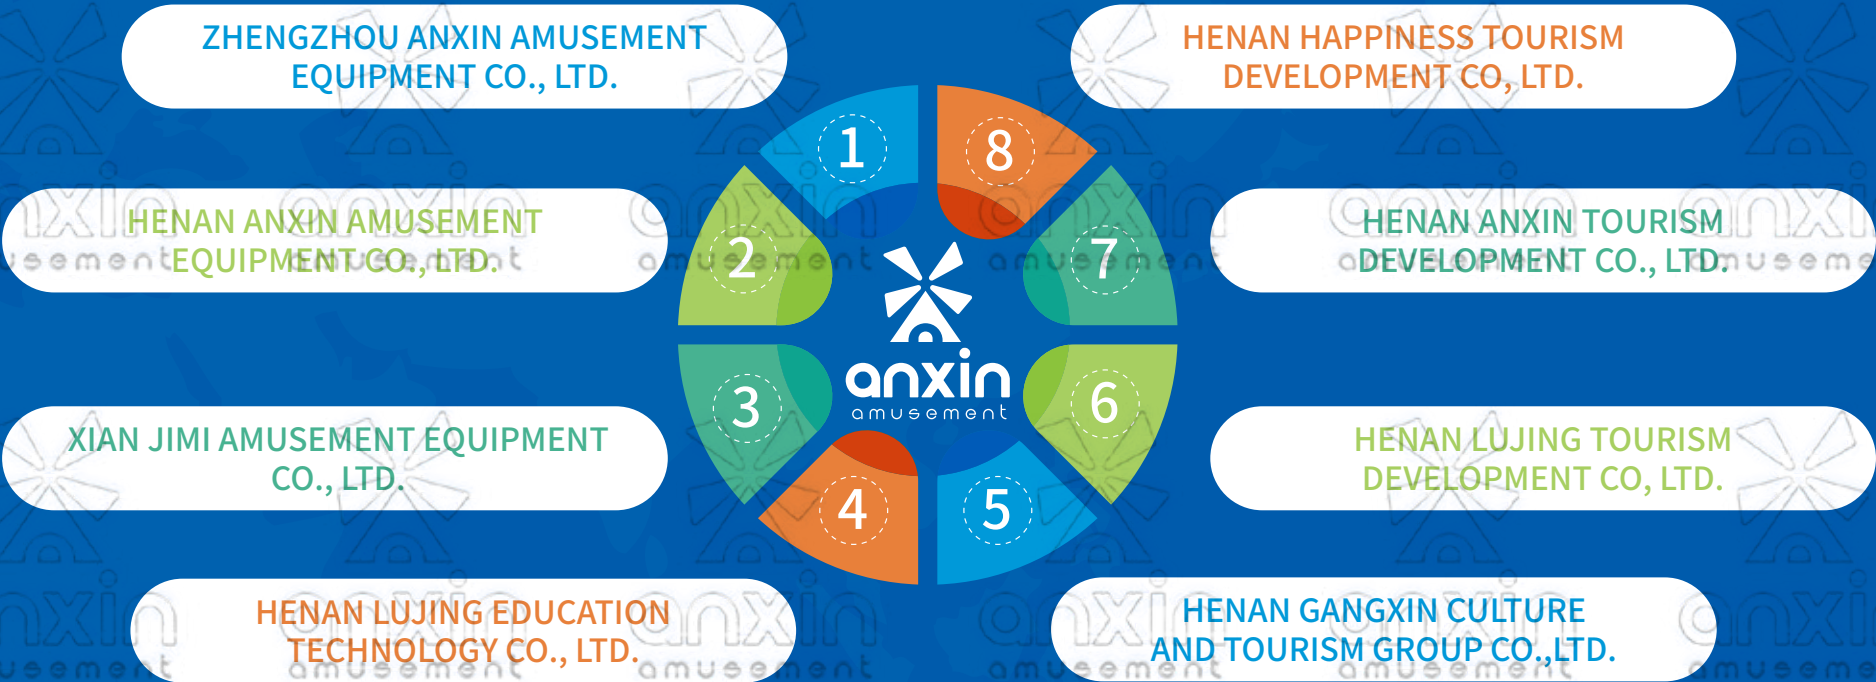 ZHENGZHOU ANXIN AMUSEMENT
EQUIPMENT CO., LTD.
HENAN HAPPINESS TOURISM
DEVELOPMENT CO, LTD.
1
8
HENAN ANXIN AMUSEMENT
EQUIPMENT CO., LTD.
2
7
HENAN ANXIN TOURISM
DEVELOPMENT CO., LTD.
anxin
amusement
XIAN JIMI AMUSEMENT EQUIPMENT
CO., LTD.
3
6
HENAN LUJING TOURISM
DEVELOPMENT CO, LTD.
4
5
HENAN LUJING EDUCATION
TECHNOLOGY CO., LTD.
HENAN GANGXIN CULTURE
AND TOURISM GROUP CO.,LTD.
anxin
amusement